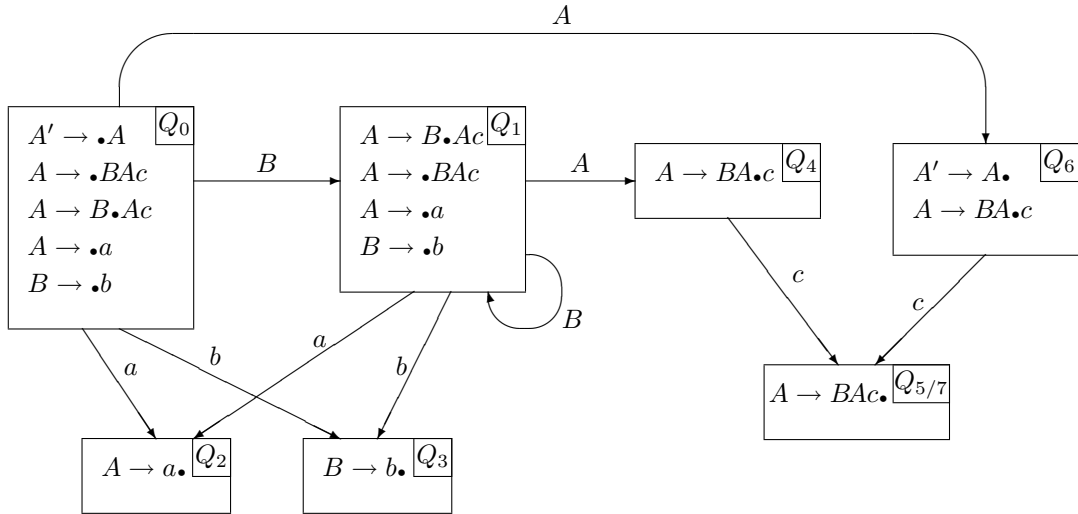 A
Q₀
A′ → •A
A → •BAc
A → B•Ac
A → •a
B → •b
B
Q₁
A → B•Ac
A → •BAc
A → •a
B → •b
A
Q₄
A → BA•c
Q₆
A′ → A•
A → BA•c
B
c
c
a
b
a
b
Q₅/₇
A → BAc•
Q₂
A → a•
Q₃
B → b•